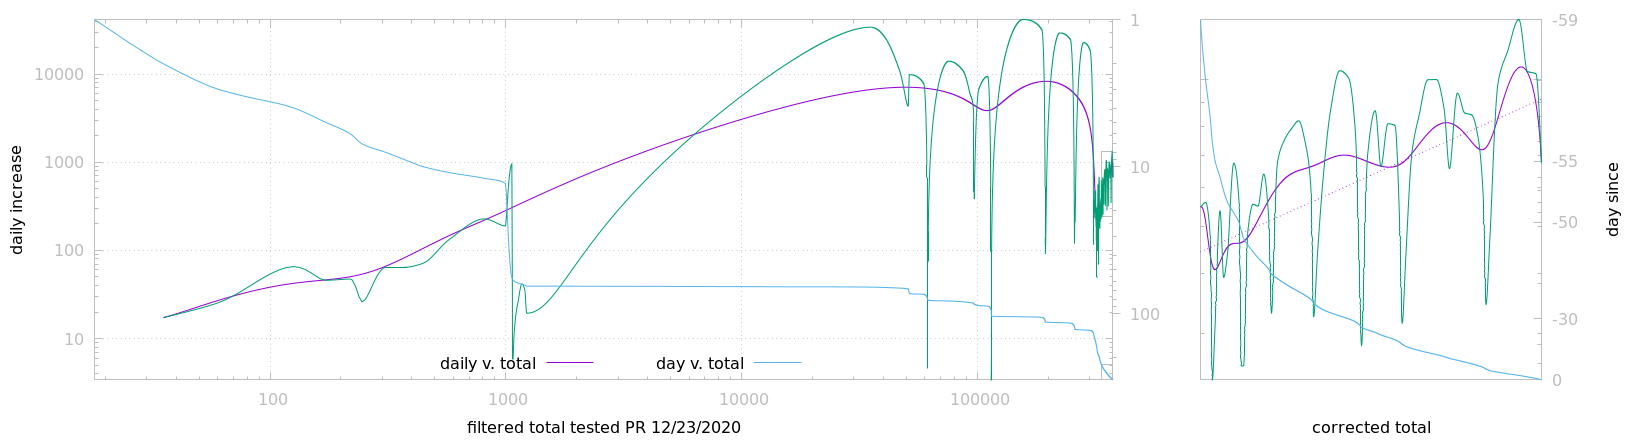 daily increase
10000
1000
100
10
100
1000
10000
100000
filtered total tested PR 12/23/2020
daily v. total
day v. total
1
10
100
-59
-55
-50
-30
0
day since
corrected total